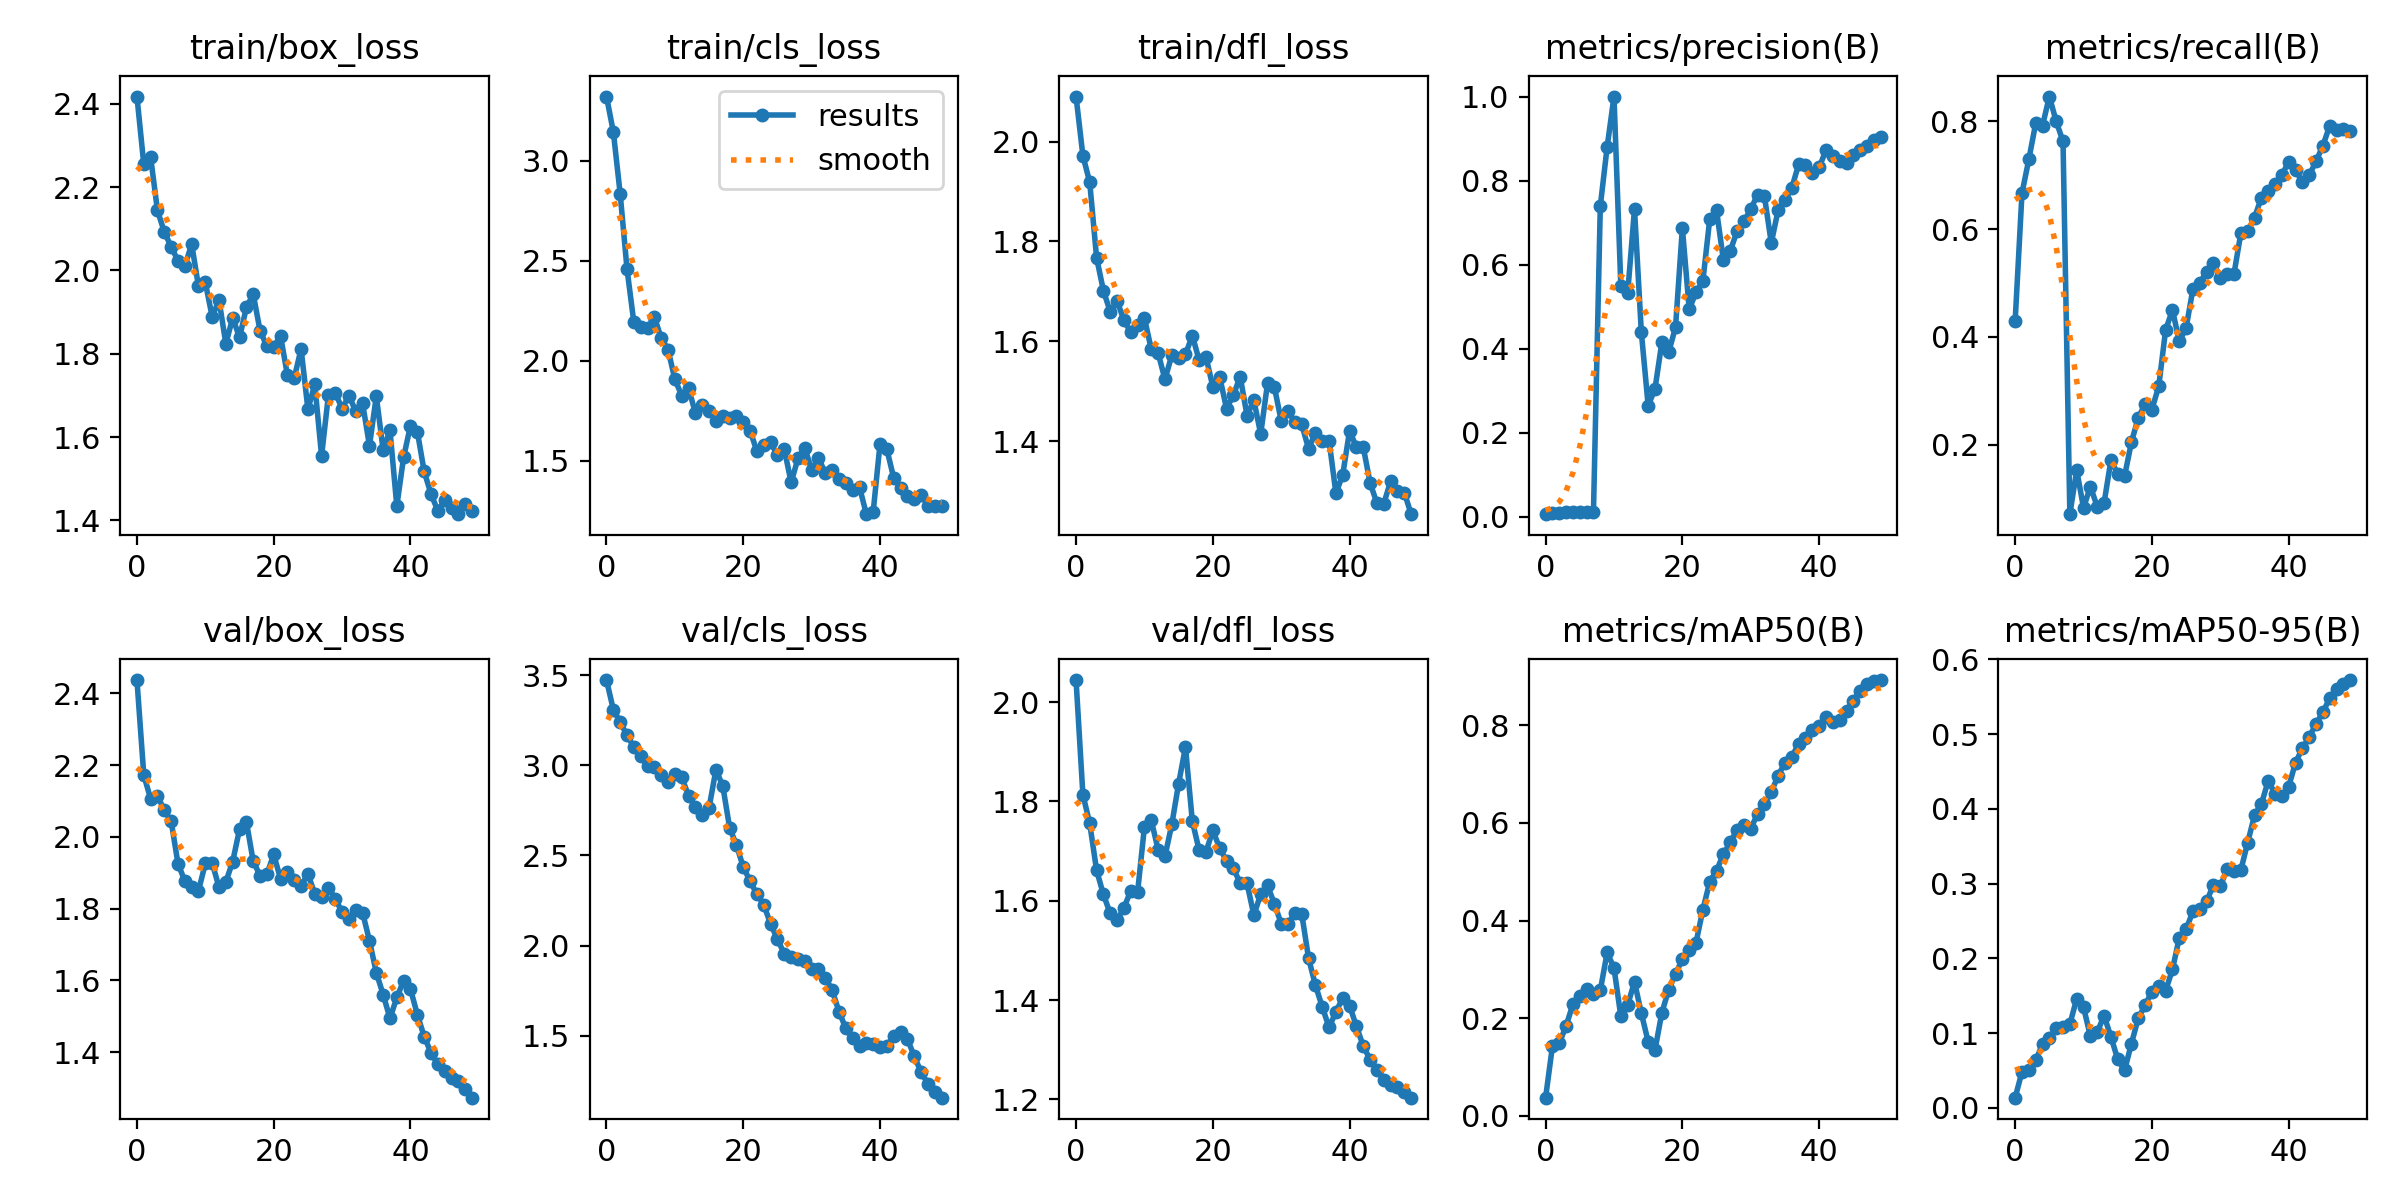 train/box_loss
2.4
2.2
2.0
1.8
1.6
1.4
0 20 40
train/cls_loss
results
smooth
3.0
2.5
2.0
1.5
0 20 40
train/dfl_loss
2.0
1.8
1.6
1.4
0 20 40
metrics/precision(B)
1.0
0.8
0.6
0.4
0.2
0.0
0 20 40
metrics/recall(B)
0.8
0.6
0.4
0.2
0 20 40
val/box_loss
2.4
2.2
2.0
1.8
1.6
1.4
0 20 40
val/cls_loss
3.5
3.0
2.5
2.0
1.5
0 20 40
val/dfl_loss
2.0
1.8
1.6
1.4
1.2
0 20 40
metrics/mAP50(B)
0.8
0.6
0.4
0.2
0.0
0 20 40
metrics/mAP50-95(B)
0.6
0.5
0.4
0.3
0.2
0.1
0.0
0 20 40